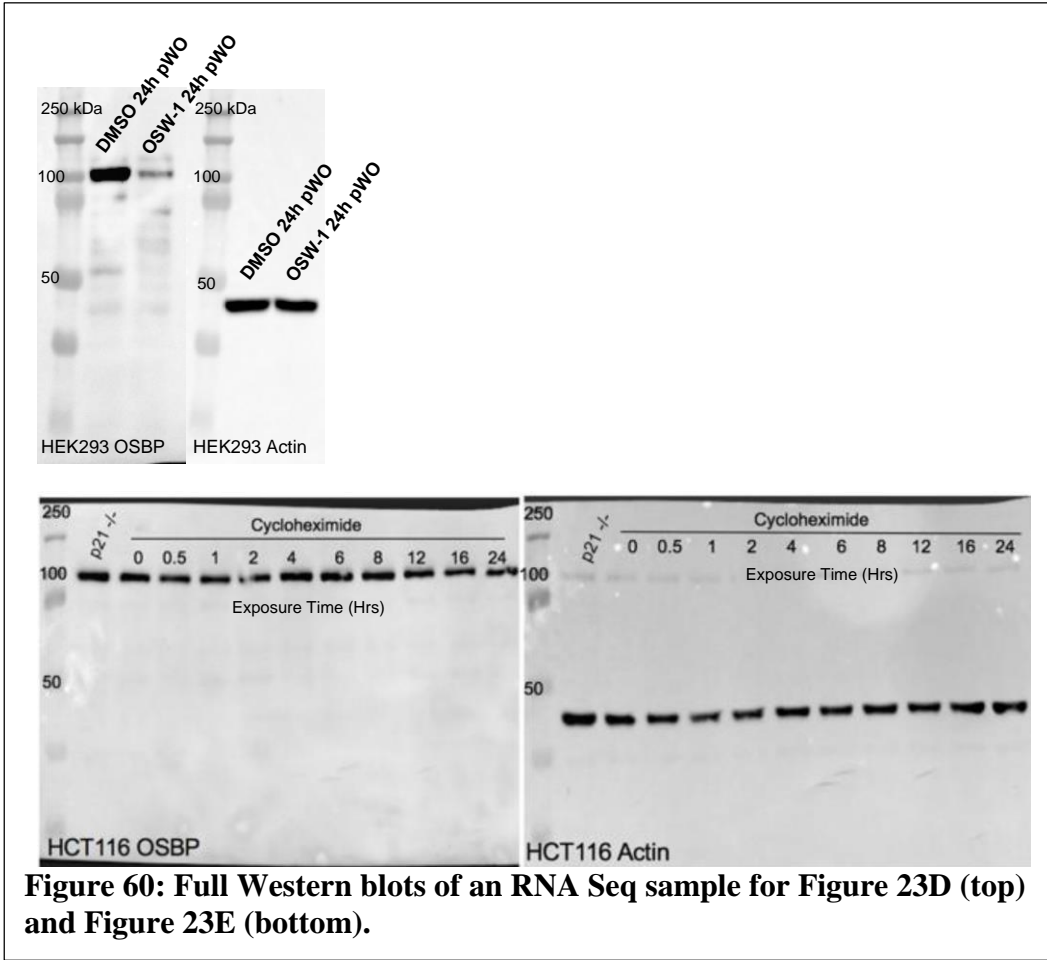 DMSO 24h pWO
OSW-1 24h pWO
250 kDa
100
50
HEK293 OSBP
250 kDa
100
50
DMSO 24h pWO
OSW-1 24h pWO
HEK293 Actin
250
100
50
p21 -/-
Cycloheximide
0 0.5 1 2 4 6 8 12 16 24
Exposure Time (Hrs)
HCT116 OSBP
250
100
50
p21 -/-
Cycloheximide
0 0.5 1 2 4 6 8 12 16 24
Exposure Time (Hrs)
HCT116 Actin
Figure 60: Full Western blots of an RNA Seq sample for Figure 23D (top)
and Figure 23E (bottom).